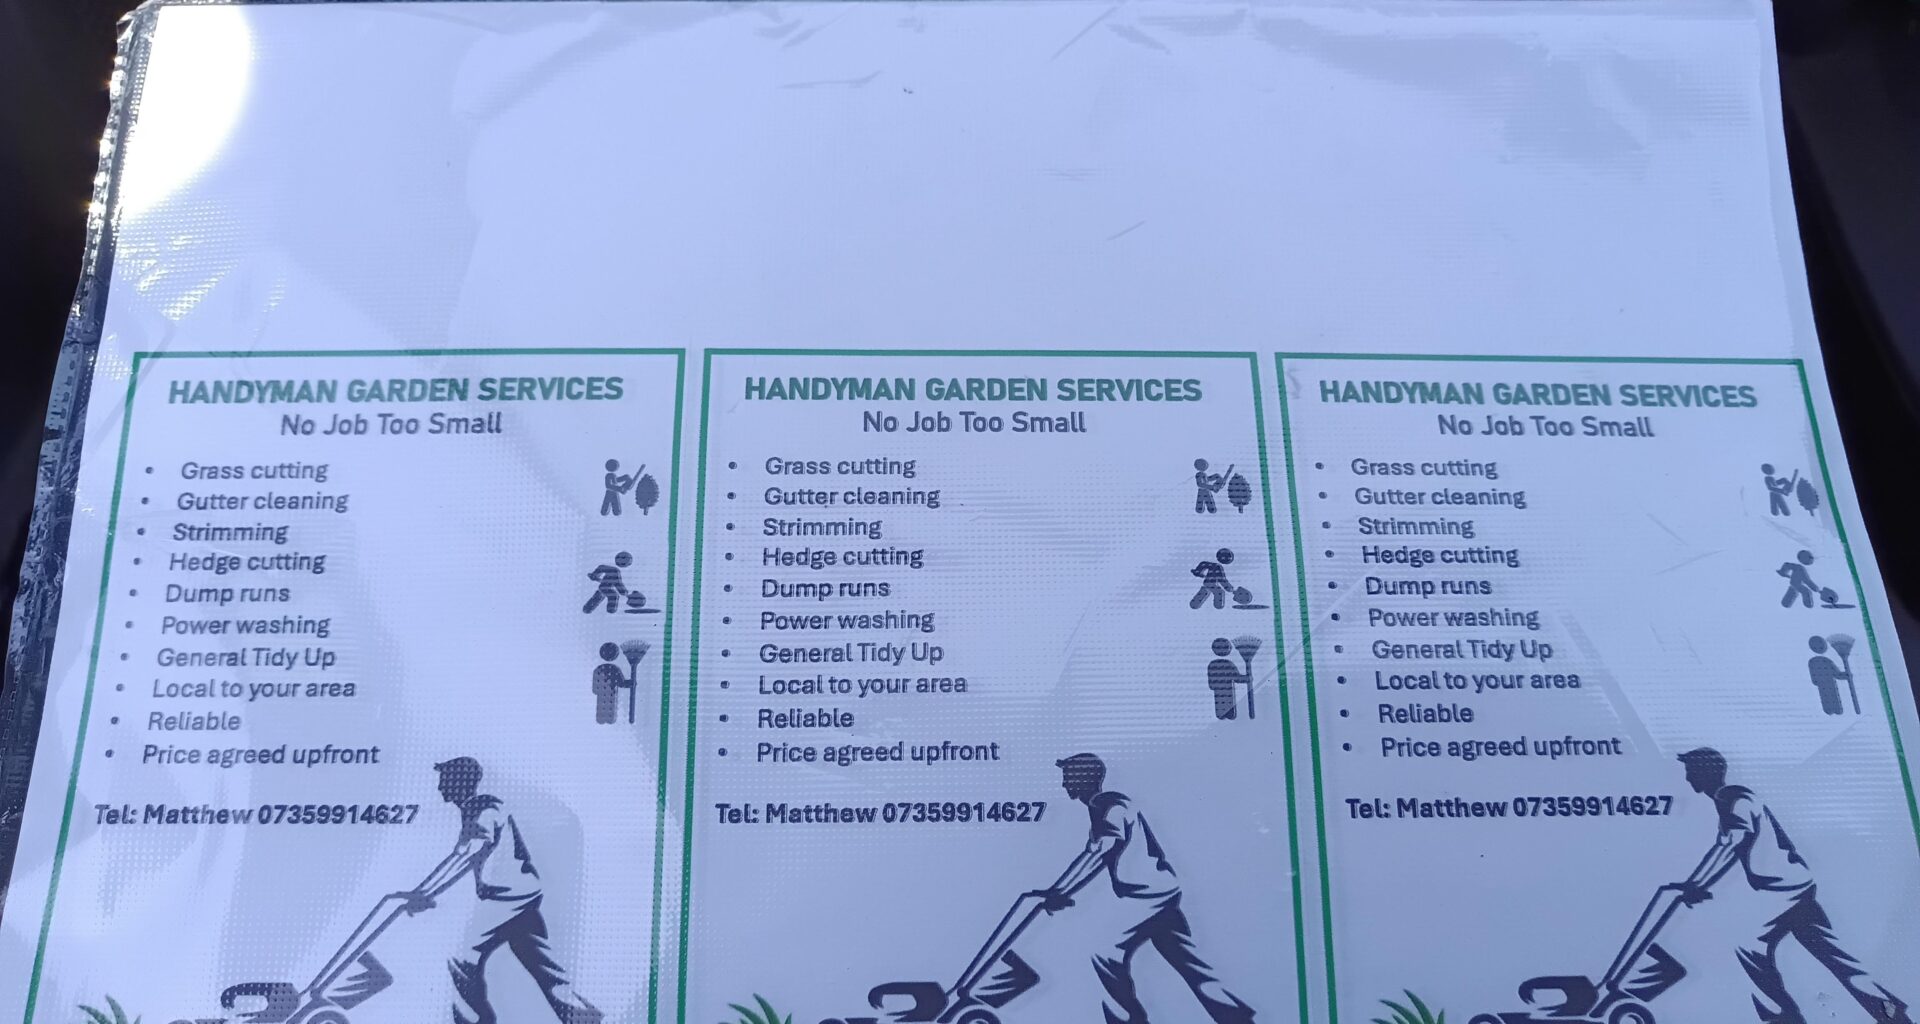 HANDYMAN GARDEN SERVICES
No Job Too Small
• Grass cutting
• Gutter cleaning
• Strimming
• Hedge cutting
• Dump runs
• Power washing
• General Tidy Up
• Local to your area
• Reliable
• Price agreed upfront
Tel: Matthew 07359914627
HANDYMAN GARDEN SERVICES
No Job Too Small
• Grass cutting
• Gutter cleaning
• Strimming
• Hedge cutting
• Dump runs
• Power washing
• General Tidy Up
• Local to your area
• Reliable
• Price agreed upfront
Tel: Matthew 07359914627
HANDYMAN GARDEN SERVICES
No Job Too Small
• Grass cutting
• Gutter cleaning
• Strimming
• Hedge cutting
• Dump runs
• Power washing
• General Tidy Up
• Local to your area
• Reliable
• Price agreed upfront
Tel: Matthew 07359914627